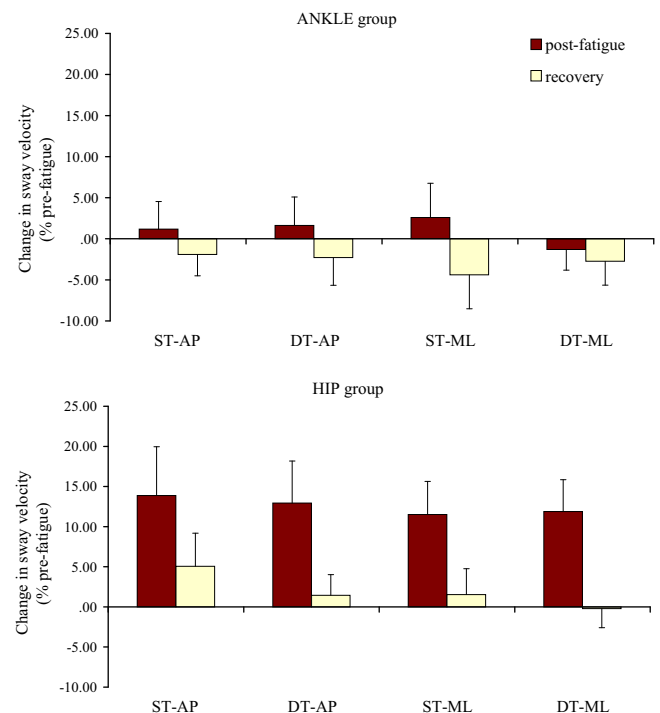 ANKLE group
25.00
20.00
15.00
10.00
5.00
.00
-5.00
-10.00
Change in sway velocity
(% pre-fatigue)
post-fatigue
recovery
ST-AP DT-AP ST-ML DT-ML
HIP group
25.00
20.00
15.00
10.00
5.00
.00
-5.00
-10.00
Change in sway velocity
(% pre-fatigue)
ST-AP DT-AP ST-ML DT-ML